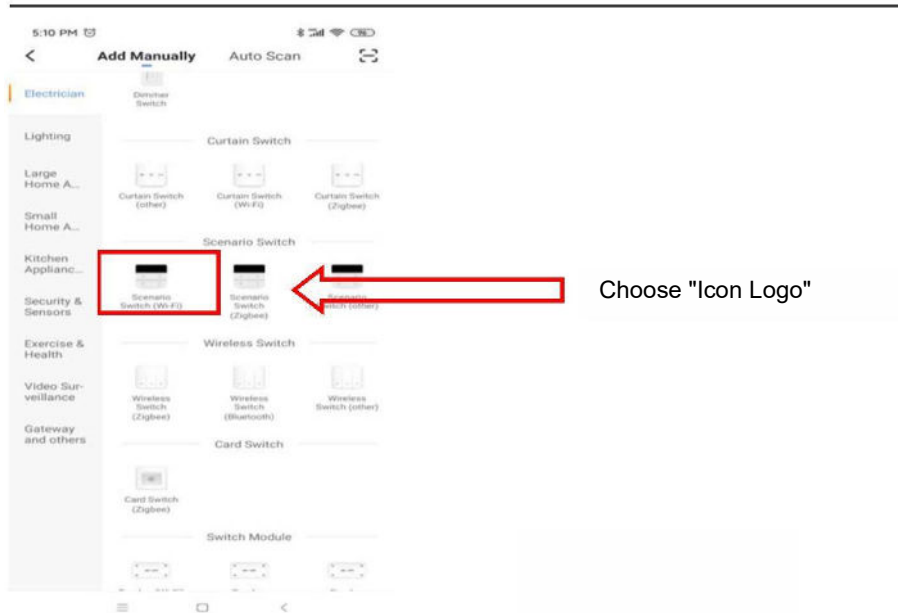 5:10 PM
Add Manually Auto Scan
Electrician
Lighting
Large
Home A...
Small
Home A...
Kitchen
Applianc...
Security &
Sensors
Exercise &
Health
Video Sur-
veillance
Gateway
and others
Dimmer
Switch
Curtain Switch
Curtain Switch
(other)
Curtain Switch
(Wi-Fi)
Curtain Switch
(Zigbee)
Scenario Switch
Scenario
Switch (Wi-Fi)
Scenario
Switch
(Zigbee)
Scenario
Switch (other)
Wireless Switch
Wireless
Switch
(Zigbee)
Wireless
Switch
(Bluetooth)
Wireless
Switch (other)
Card Switch
Card Switch
(Zigbee)
Switch Module
Choose "Icon Logo"